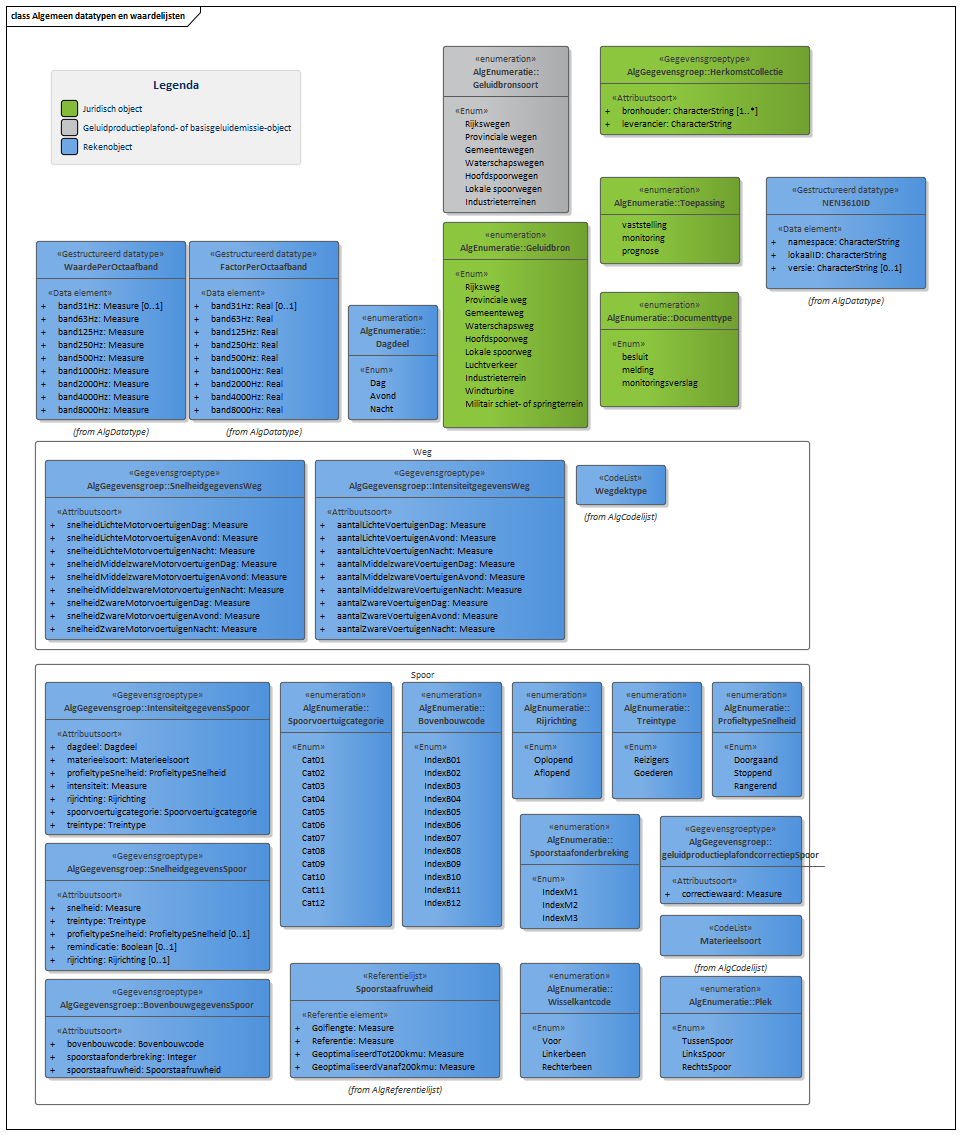 class Algemeen datatypen en waardelijsten
Legenda
Juridisch object
Geluidproductieplafond- of basisgeluidemissie-object
Rekenobject
«enumeration»
AlgEnumeratie::
Geluidbronsoort
«Enum»
Rijkswegen
Provinciale wegen
Gemeentewegen
Waterschapswegen
Hoofdspoorwegen
Lokale spoorwegen
Industrieterreinen
«Gegevensgroeptype»
AlgGegevensgroep::HerkomstCollectie
«Attribuutsoort»
+ bronhouder: CharacterString [1..*]
+ leverancier: CharacterString
«enumeration»
AlgEnumeratie::Toepassing
vaststelling
monitoring
prognose
«Gestructureerd datatype»
NEN3610ID
«Data element»
+ namespace: CharacterString
+ lokaalID: CharacterString
+ versie: CharacterString [0..1]
(from AlgDatatype)
«Gestructureerd datatype»
WaardePerOctaafband
«Data element»
+ band31Hz: Measure [0..1]
+ band63Hz: Measure
+ band125Hz: Measure
+ band250Hz: Measure
+ band500Hz: Measure
+ band1000Hz: Measure
+ band2000Hz: Measure
+ band4000Hz: Measure
+ band8000Hz: Measure
(from AlgDatatype)
«Gestructureerd datatype»
FactorPerOctaafband
«Data element»
+ band31Hz: Real [0..1]
+ band63Hz: Real
+ band125Hz: Real
+ band250Hz: Real
+ band500Hz: Real
+ band1000Hz: Real
+ band2000Hz: Real
+ band4000Hz: Real
+ band8000Hz: Real
(from AlgDatatype)
«enumeration»
AlgEnumeratie::
Dagdeel
«Enum»
Dag
Avond
Nacht
«enumeration»
AlgEnumeratie::Geluidbron
«Enum»
Rijksweg
Provinciale weg
Gemeenteweg
Waterschapsweg
Hoofdspoorweg
Lokale spoorweg
Luchtverkeer
Industrieterrein
Windturbine
Militair schiet- of springterrein
«enumeration»
AlgEnumeratie::Documenttype
«Enum»
besluit
melding
monitoringsverslag
Weg
«Gegevensgroeptype»
AlgGegevensgroep::SnelheidgegevensWeg
«Attribuutsoort»
+ snelheidLichteMotorvoertuigenDag: Measure
+ snelheidLichteMotorvoertuigenAvond: Measure
+ snelheidLichteMotorvoertuigenNacht: Measure
+ snelheidMiddelzwareMotorvoertuigenDag: Measure
+ snelheidMiddelzwareMotorvoertuigenAvond: Measure
+ snelheidMiddelzwareMotorvoertuigenNacht: Measure
+ snelheidZwareMotorvoertuigenDag: Measure
+ snelheidZwareMotorvoertuigenAvond: Measure
+ snelheidZwareMotorvoertuigenNacht: Measure
«Gegevensgroeptype»
AlgGegevensgroep::IntensiteitgegevensWeg
«Attribuutsoort»
+ aantalLichteVoertuigenDag: Measure
+ aantalLichteVoertuigenAvond: Measure
+ aantalLichteVoertuigenNacht: Measure
+ aantalMiddelzwareVoertuigenDag: Measure
+ aantalMiddelzwareVoertuigenAvond: Measure
+ aantalMiddelzwareVoertuigenNacht: Measure
+ aantalZwareVoertuigenDag: Measure
+ aantalZwareVoertuigenAvond: Measure
+ aantalZwareVoertuigenNacht: Measure
«CodeList»
Wegdektype
(from AlgCodelijst)
Spoor
«Gegevensgroeptype»
AlgGegevensgroep::IntensiteitgegevensSpoor
«Attribuutsoort»
+ dagdeel: Dagdeel
+ materieelsoort: Materieelsoort
+ profieltypeSnelheid: ProfieltypeSnelheid
+ intensiteit: Measure
+ rijrichting: Rijrichting
+ spoorvoertuigcategorie: Spoorvoertuigcategorie
+ treintype: Treintype
«enumeration»
AlgEnumeratie::
Spoorvoertuigcategorie
«Enum»
Cat01
Cat02
Cat03
Cat04
Cat05
Cat06
Cat07
Cat08
Cat09
Cat10
Cat11
Cat12
«enumeration»
AlgEnumeratie::
Bovenbouwcode
«Enum»
IndexB01
IndexB02
IndexB03
IndexB04
IndexB05
IndexB06
IndexB07
IndexB08
IndexB09
IndexB10
IndexB11
IndexB12
«enumeration»
AlgEnumeratie::
Rijrichting
«Enum»
Oplopend
Aflopend
«enumeration»
AlgEnumeratie::
Treintype
«Enum»
Reizigers
Goederen
«enumeration»
AlgEnumeratie::
ProfieltypeSnelheid
«Enum»
Doorgaand
Stoppend
Rangerend
«enumeration»
AlgEnumeratie::
Spoorstaafonderbreking
«Enum»
IndexM1
IndexM2
IndexM3
«Gegevensgroeptype»
AlgGegevensgroep::
geluidproductieplafondcorrectiepSpoor
«Attribuutsoort»
+ correctiewaard: Measure
«Gegevensgroeptype»
AlgGegevensgroep::SnelheidgegevensSpoor
«Attribuutsoort»
+ snelheid: Measure
+ treintype: Treintype
+ profieltypeSnelheid: ProfieltypeSnelheid [0..1]
+ remindicatie: Boolean [0..1]
+ rijrichting: Rijrichting [0..1]
«CodeList»
Materieelsoort
(from AlgCodelijst)
«Gegevensgroeptype»
AlgGegevensgroep::BovenbouwgegevensSpoor
«Attribuutsoort»
+ bovenbouwcode: Bovenbouwcode
+ spoorstaafonderbreking: Integer
+ spoorstaafruwheid: Spoorstaafruwheid
«Referentielijst»
Spoorstaafruwheid
«Referentie element»
+ Golflengte: Measure
+ Referentie: Measure
+ GeoptimaliseerdTot200kmu: Measure
+ GeoptimaliseerdVanaf200kmu: Measure
(from AlgReferentielijst)
«enumeration»
AlgEnumeratie::
Wisselkantcode
«Enum»
Voor
Linkerbeen
Rechterbeen
«enumeration»
AlgEnumeratie::Plek
«Enum»
TussenSpoor
LinksSpoor
RechtsSpoor